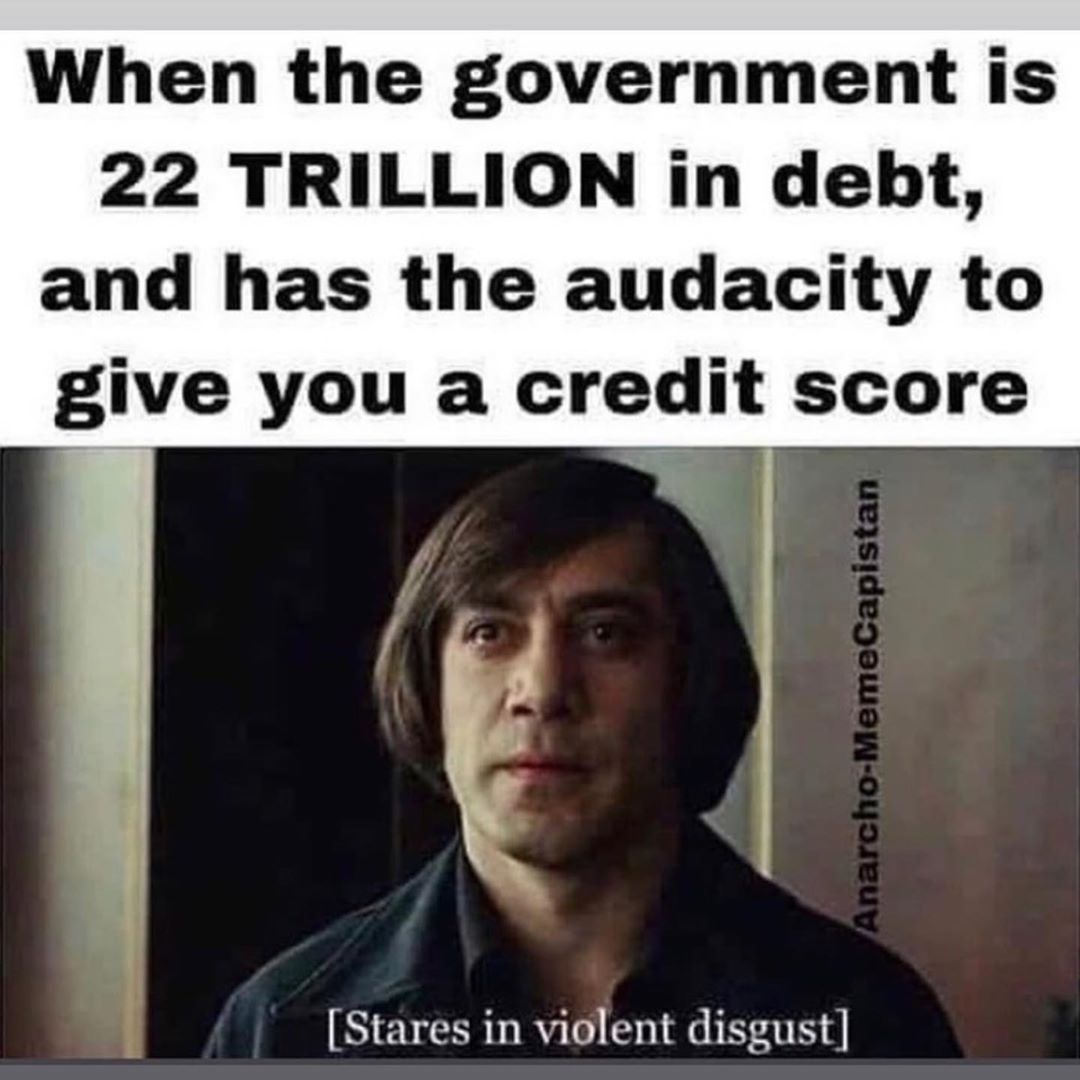 When the government is
22 TRILLION in debt,
and has the audacity to
give you a credit score
Anarcho-MemeCapistan
[Stares in violent disgust]